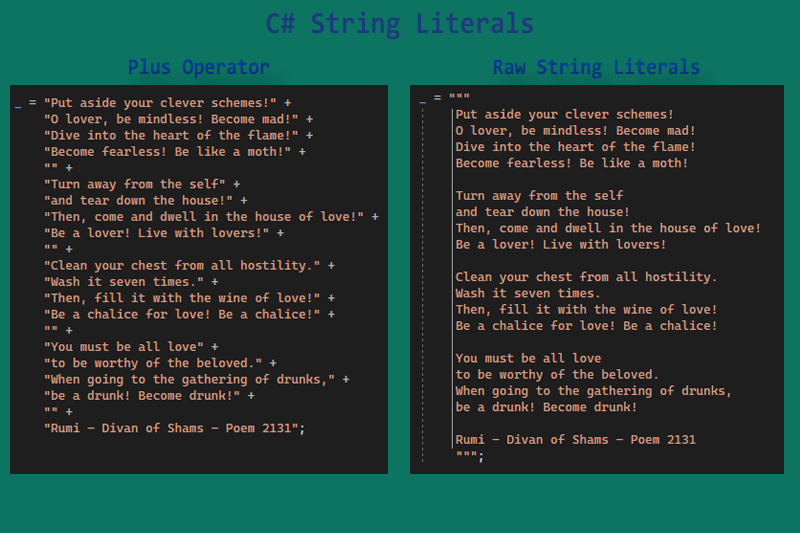 C# String Literals
Plus Operator
_ = "Put aside your clever schemes!" +
"O lover, be mindless! Become mad!" +
"Dive into the heart of the flame!" +
"Become fearless! Be like a moth!" +
"" +
"Turn away from the self" +
"and tear down the house!" +
"Then, come and dwell in the house of love!" +
"Be a lover! Live with lovers!" +
"" +
"Clean your chest from all hostility." +
"Wash it seven times." +
"Then, fill it with the wine of love!" +
"Be a chalice for love! Be a chalice!" +
"" +
"You must be all love" +
"to be worthy of the beloved." +
"When going to the gathering of drunks," +
"be a drunk! Become drunk!" +
"" +
"Rumi – Divan of Shams – Poem 2131";
Raw String Literals
_ = """
Put aside your clever schemes!
O lover, be mindless! Become mad!
Dive into the heart of the flame!
Become fearless! Be like a moth!
Turn away from the self
and tear down the house!
Then, come and dwell in the house of love!
Be a lover! Live with lovers!
Clean your chest from all hostility.
Wash it seven times.
Then, fill it with the wine of love!
Be a chalice for love! Be a chalice!
You must be all love
to be worthy of the beloved.
When going to the gathering of drunks,
be a drunk! Become drunk!
Rumi – Divan of Shams – Poem 2131
""";